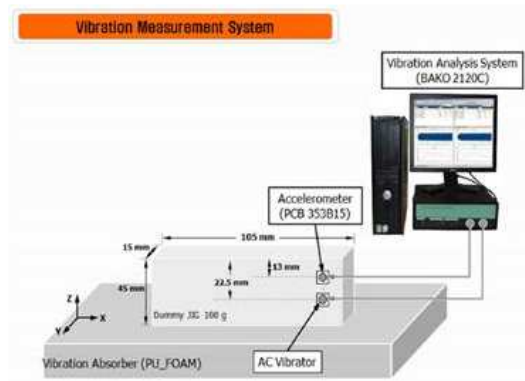 Vibration Measurement System
Vibration Analysis System
(BAKO 2120C)
Accelerometer
(PCB 353B15)
105 mm
15 mm
13 mm
22.5 mm
45 mm
Z
X
Y
Dummy JIG 100 g
Vibration Absorber (PU_FOAM)
AC Vibrator